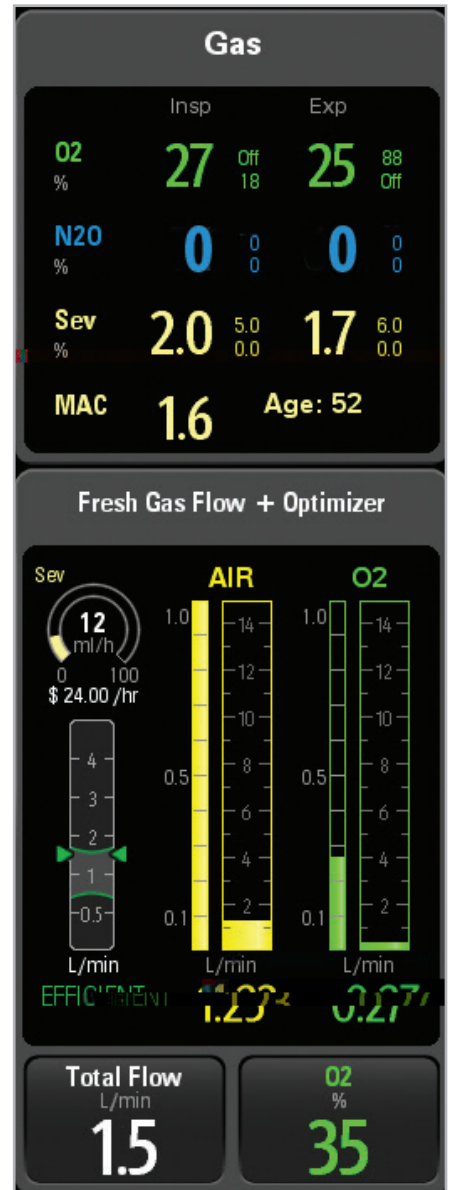 Gas
Insp Exp
O2 27 Off 25 88
% 18 Off
N2O 0 0 0 0
% 0 0
Sev 2.0 5.0 1.7 6.0
% 0.0 0.0
MAC 1.6 Age: 52
Fresh Gas Flow + Optimizer
Sev AIR O2
12
ml/h
0 100
$ 24.00 /hr
4
3
2
1
0.5
L/min
1.0
0.5
0.1
14
12
10
8
6
4
2
L/min
1.0
0.5
0.1
14
12
10
8
6
4
2
L/min
EFFICIENT 0.27
Total Flow O2
L/min %
1.5 35